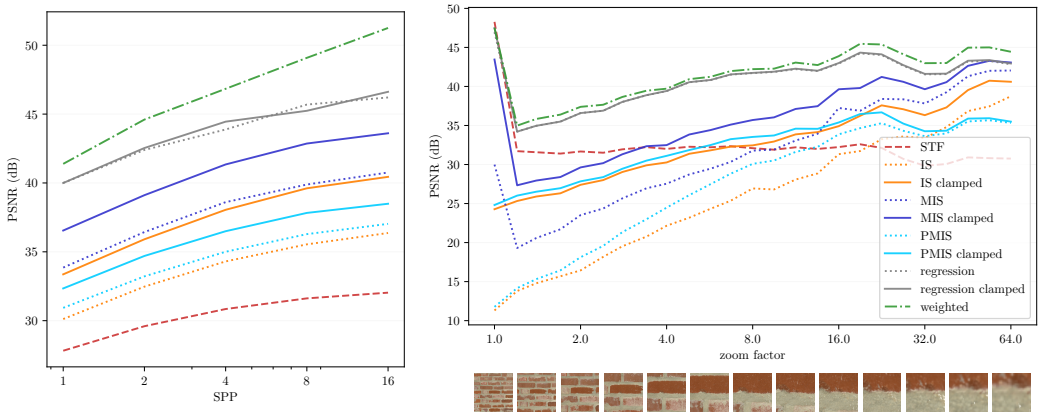 PSNR (dB)
50
45
40
35
30
1
2
4
8
16
SPP
PSNR (dB)
50
45
40
35
30
25
20
15
10
1.0
2.0
4.0
8.0
16.0
32.0
64.0
zoom factor
STF
IS
IS clamped
MIS
MIS clamped
PMIS
PMIS clamped
regression
regression clamped
weighted